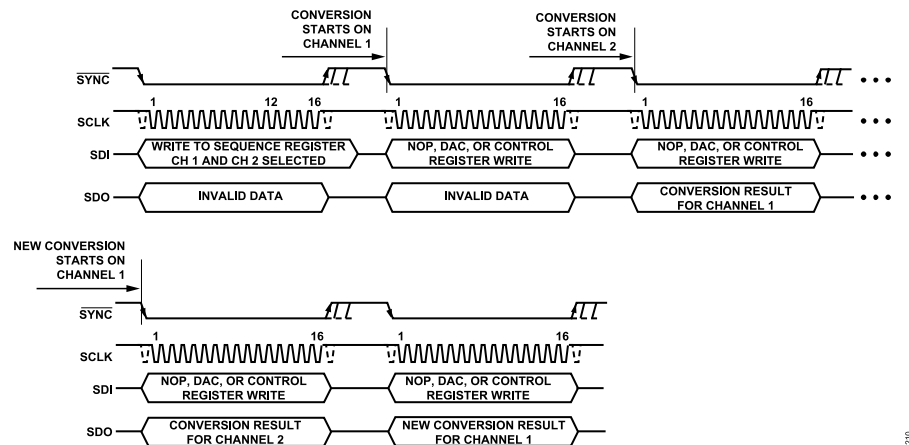 CONVERSION
STARTS ON
CHANNEL 1
CONVERSION
STARTS ON
CHANNEL 2
SYNC
1 12 16 1 16 1 16
SCLK
SDI
WRITE TO SEQUENCE REGISTER
CH 1 AND CH 2 SELECTED
NOP, DAC, OR CONTROL
REGISTER WRITE
NOP, DAC, OR CONTROL
REGISTER WRITE
SDO
INVALID DATA
INVALID DATA
CONVERSION RESULT
FOR CHANNEL 1
NEW CONVERSION
STARTS ON
CHANNEL 1
SYNC
1 16 1 16
SCLK
SDI
NOP, DAC, OR CONTROL
REGISTER WRITE
NOP, DAC, OR CONTROL
REGISTER WRITE
SDO
CONVERSION RESULT
FOR CHANNEL 2
NEW CONVERSION RESULT
FOR CHANNEL 1